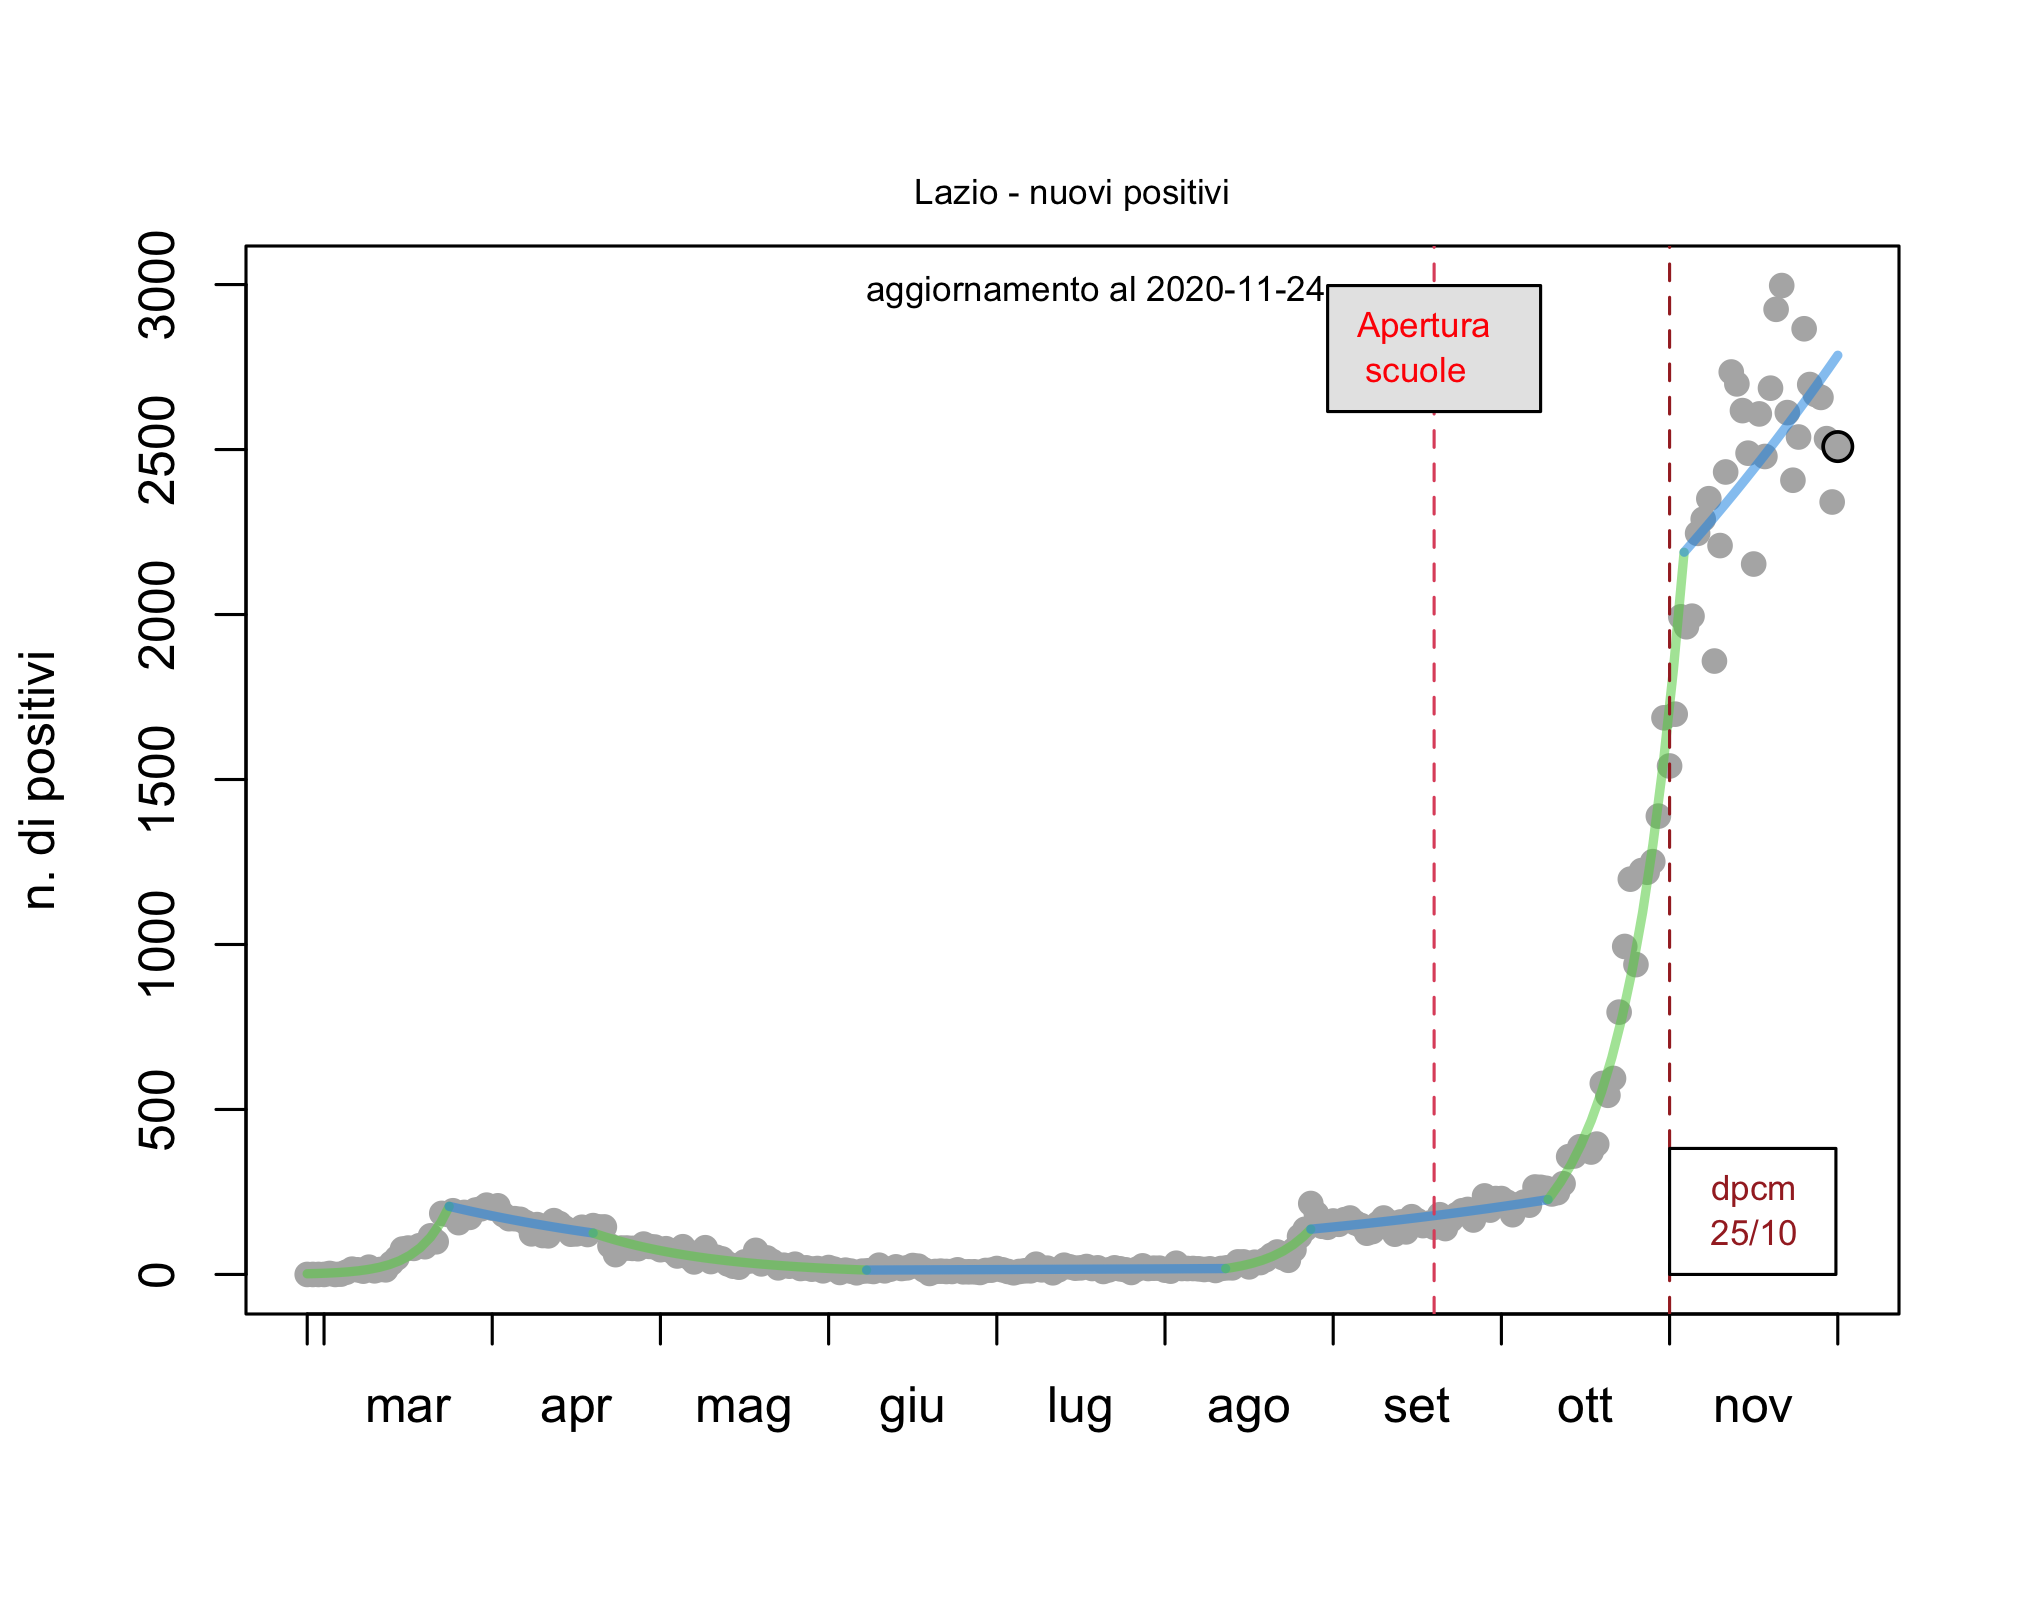 Lazio - nuovi positivi
aggiornamento al 2020-11-24
Apertura
scuole
n. di positivi
3000
2500
2000
1500
1000
500
0
dpcm
25/10
mar apr mag giu lug ago set ott nov